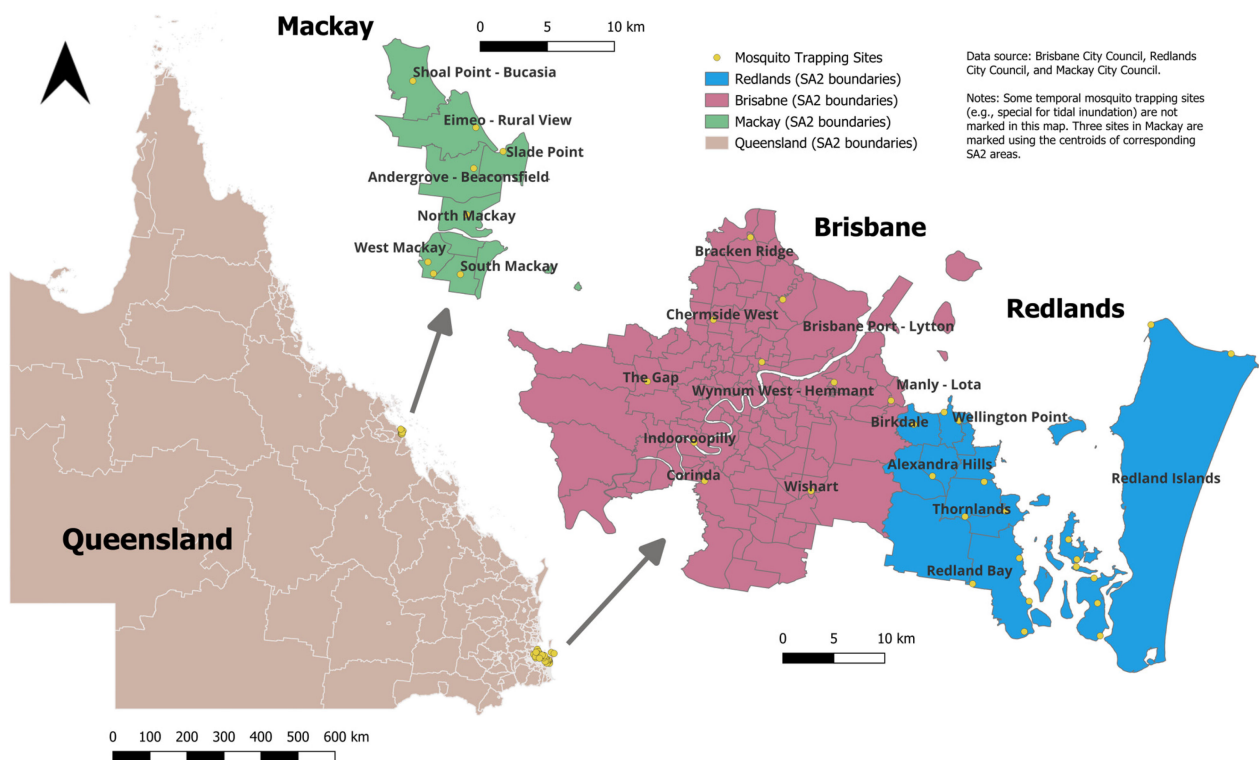 Mackay
0 5 10 km
Shoal Point - Bucasia
Eimeo - Rural View
Slade Point
Andergrove - Beaconsfield
North Mackay
West Mackay
South Mackay
Mosquito Trapping Sites
Redlands (SA2 boundaries)
Brisabne (SA2 boundaries)
Mackay (SA2 boundaries)
Queensland (SA2 boundaries)
Data source: Brisbane City Council, Redlands
City Council, and Mackay City Council.
Notes: Some temporal mosquito trapping sites
(e.g., special for tidal inundation) are not
marked in this map. Three sites in Mackay are
marked using the centroids of corresponding
SA2 areas.
Brisbane
Bracken Ridge
Chermside West
Brisbane Port - Lytton
The Gap
Wynnum West - Hemmant
Manly - Lota
Indooroopilly
Corinda
Wishart
Redlands
Birkdale
Wellington Point
Alexandra Hills
Redland Islands
Thornlands
Redland Bay
0 5 10 km
Queensland
0 100 200 300 400 500 600 km